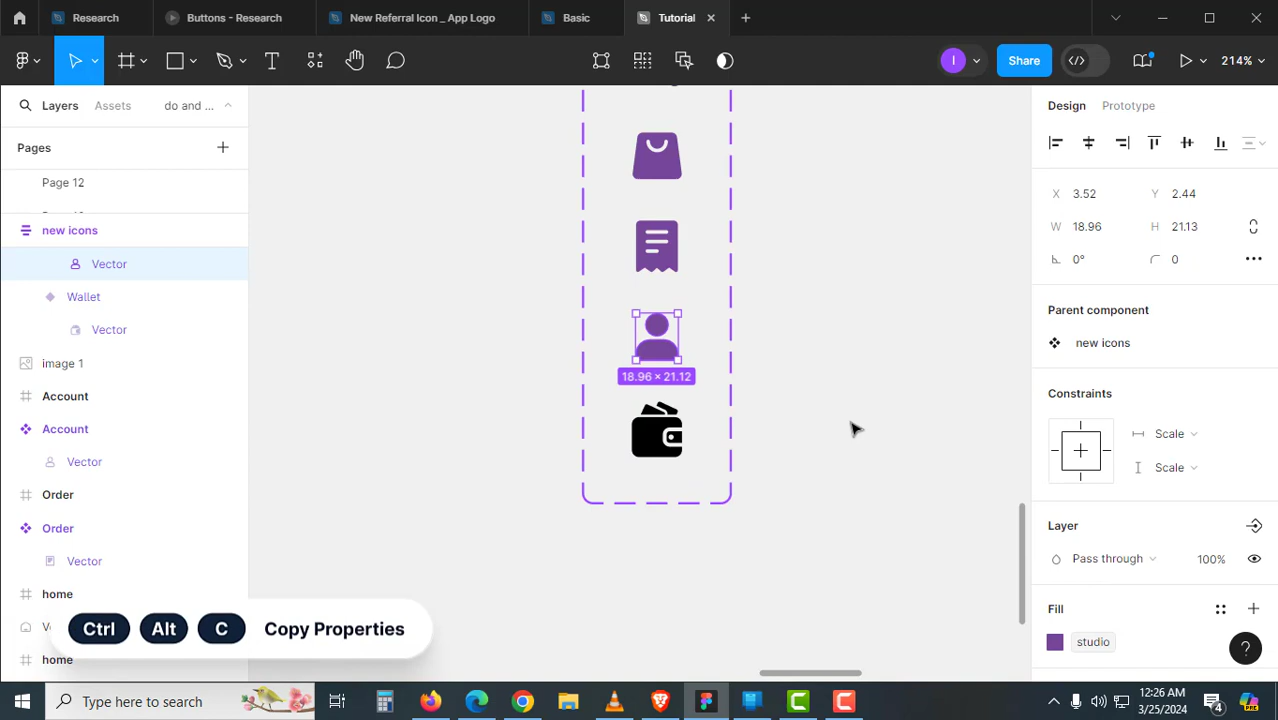 Research
Buttons - Research
New Referral Icon _ App Logo
Basic
Tutorial
I
Share
214%
Layers
Assets
do and ...
Design
Prototype
Pages
Page 12
new icons
Vector
Wallet
Vector
image 1
Account
Account
Vector
Order
Order
Vector
home
home
X 3.52
Y 2.44
W 18.96
H 21.13
0°
0
Parent component
new icons
Constraints
Scale
Scale
Layer
Pass through
100%
Fill
studio
?
18.96 × 21.12
Ctrl Alt C Copy Properties
Type here to search
12:26 AM
3/25/2024
4
PRE